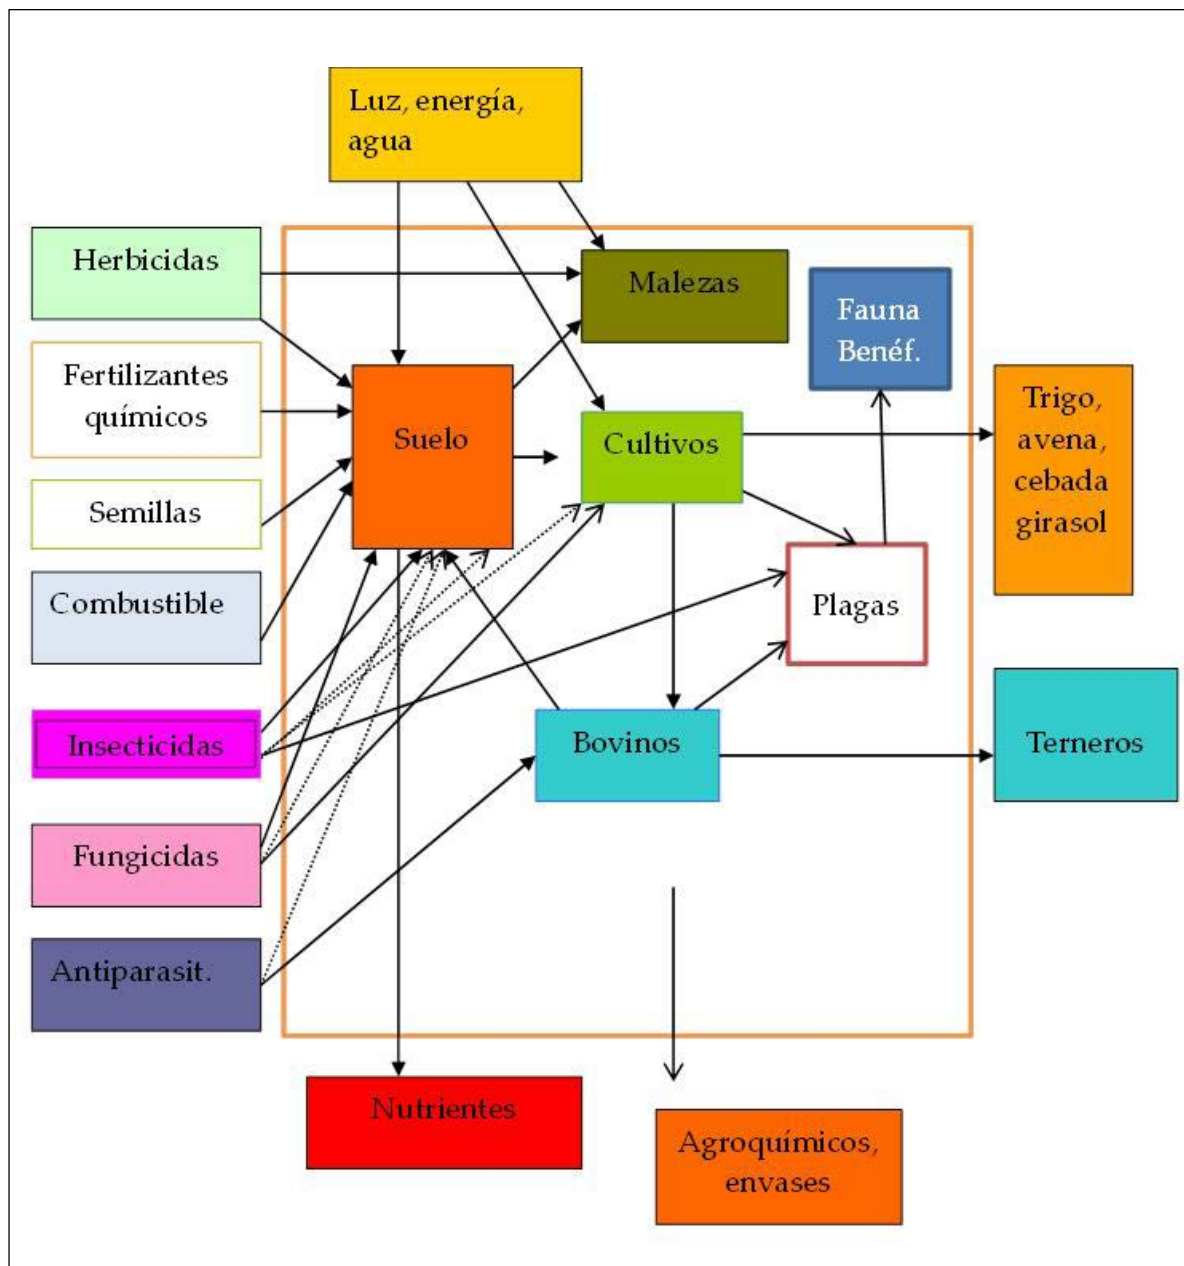 Luz, energía,
agua
Herbicidas
Malezas
Fauna
Benéf.
Fertilizantes
químicos
Suelo
Cultivos
Trigo,
avena,
cebada
girasol
Semillas
Combustible
Plagas
Insecticidas
Bovinos
Terneros
Fungicidas
Antiparasit.
Nutrientes
Agroquímicos,
envases